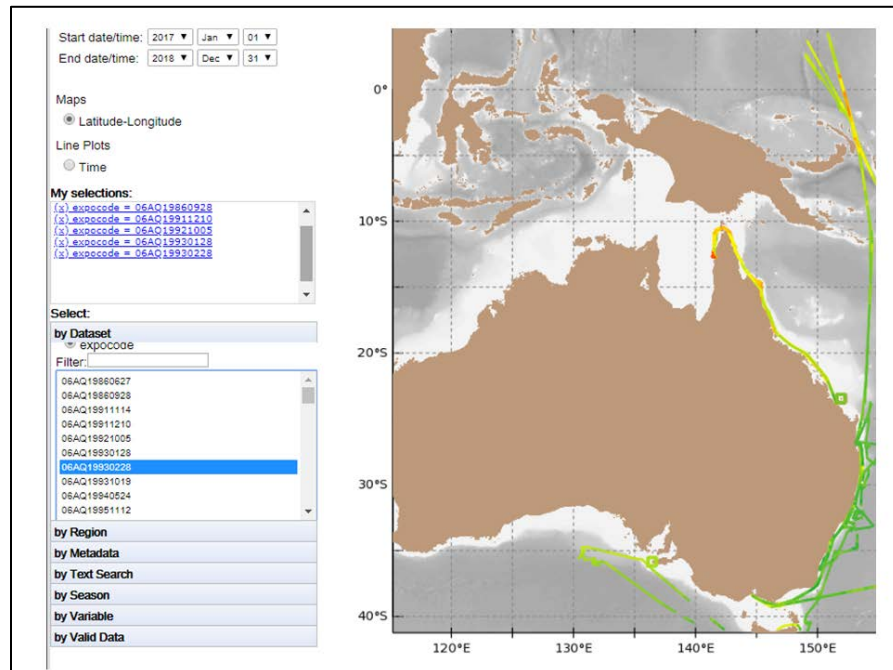 Start date/time: 2017 ▼ Jan ▼ 01 ▼
End date/time: 2018 ▼ Dec ▼ 31 ▼
Maps
Latitude-Longitude
Line Plots
Time
My selections:
(x) expocode = 06AQ19860928
(x) expocode = 06AQ19911210
(x) expocode = 06AQ19921005
(x) expocode = 06AQ19930128
(x) expocode = 06AQ19930228
Select:
by Dataset
expocode
Filter:
06AQ19860627
06AQ19860928
06AQ19911114
06AQ19911210
06AQ19921005
06AQ19930128
06AQ19930228
06AQ19931019
06AQ19940524
06AQ19951112
by Region
by Metadata
by Text Search
by Season
by Variable
by Valid Data
0°
10°S
20°S
30°S
40°S
120°E 130°E 140°E 150°E